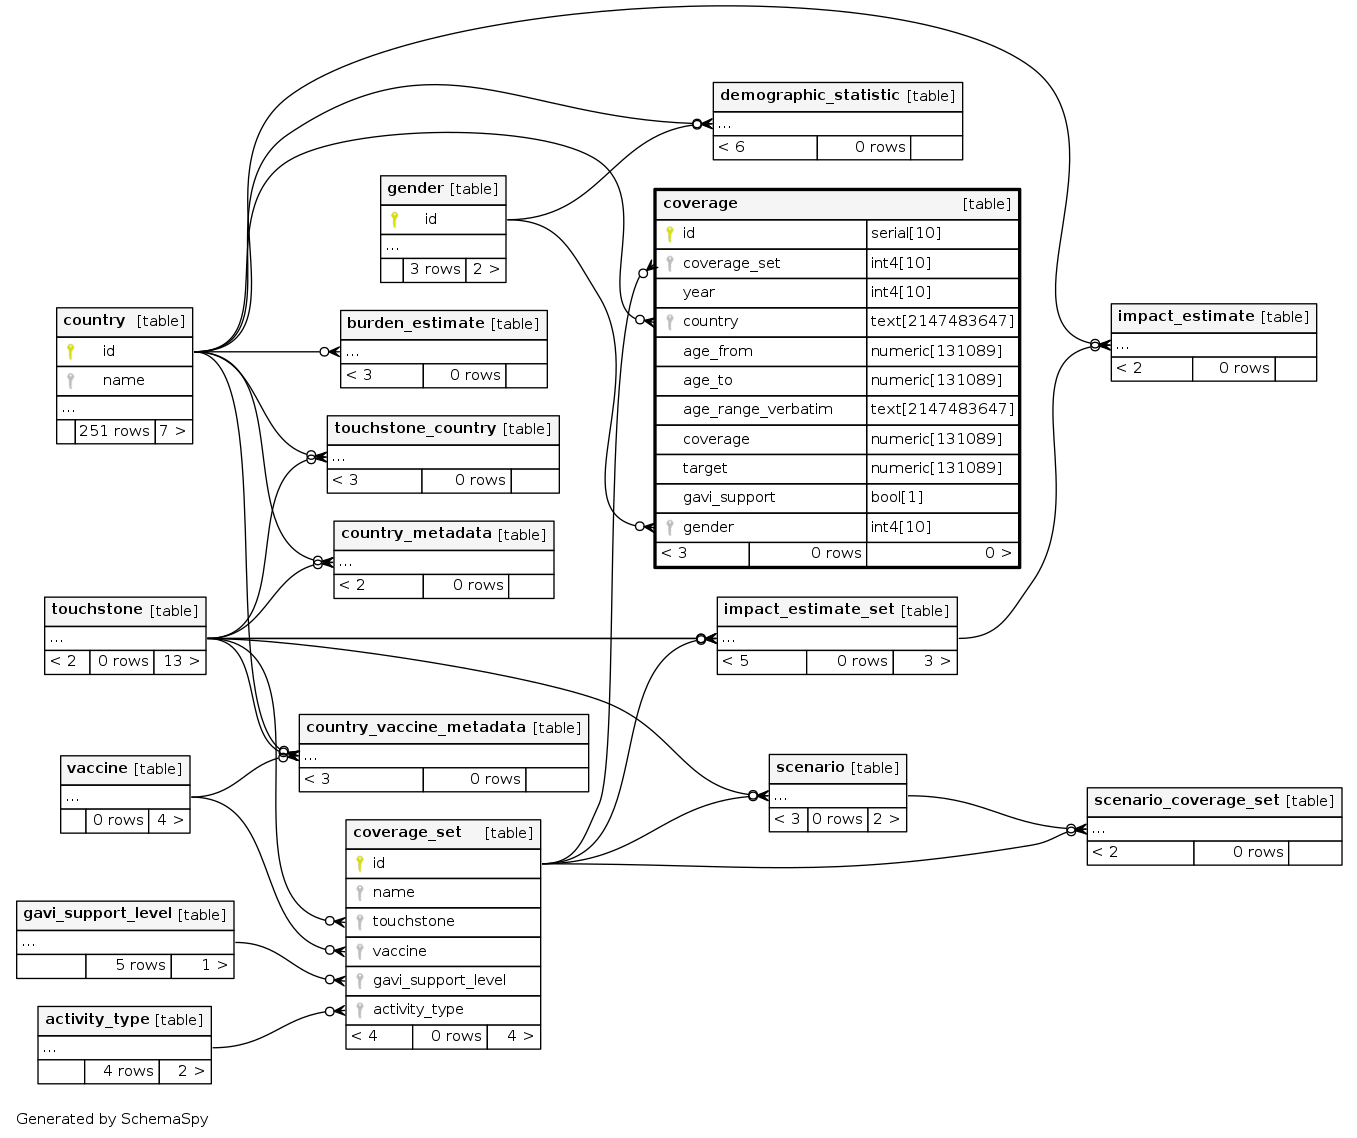 demographic_statistic [table]
...
< 6 0 rows
gender [table]
id
...
3 rows 2 >
coverage [table]
id serial[10]
coverage_set int4[10]
year int4[10]
country text[2147483647]
age_from numeric[131089]
age_to numeric[131089]
age_range_verbatim text[2147483647]
coverage numeric[131089]
target numeric[131089]
gavi_support bool[1]
gender int4[10]
< 3 0 rows 0 >
country [table]
id
name
...
251 rows 7 >
burden_estimate [table]
...
< 3 0 rows
impact_estimate [table]
...
< 2 0 rows
touchstone_country [table]
...
< 3 0 rows
country_metadata [table]
...
< 2 0 rows
touchstone [table]
...
< 2 0 rows 13 >
impact_estimate_set [table]
...
< 5 0 rows 3 >
country_vaccine_metadata [table]
...
< 3 0 rows
vaccine [table]
...
0 rows 4 >
scenario [table]
...
< 3 0 rows 2 >
scenario_coverage_set [table]
...
< 2 0 rows
coverage_set [table]
id
name
touchstone
vaccine
gavi_support_level
activity_type
< 4 0 rows 4 >
gavi_support_level [table]
...
5 rows 1 >
activity_type [table]
...
4 rows 2 >
Generated by SchemaSpy